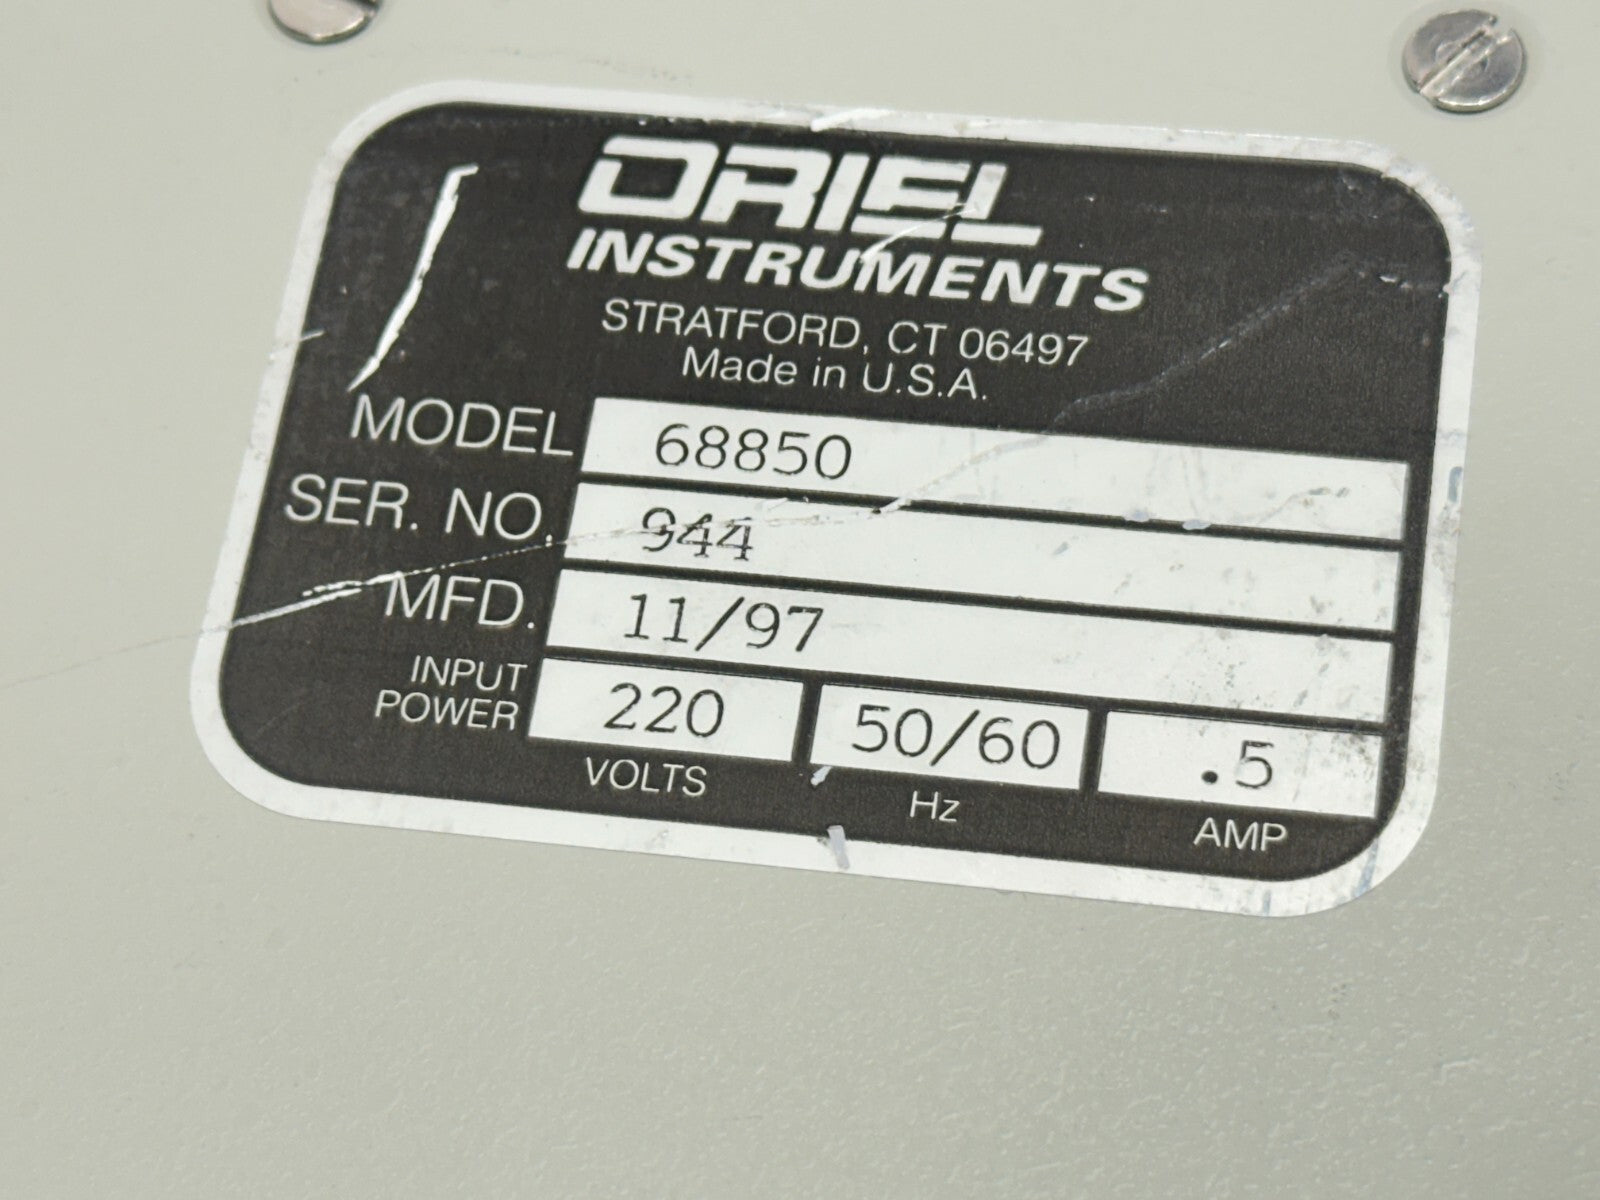 ORIEL
INSTRUMENTS
STRATFORD, CT 06497
Made in U.S.A.
MODEL 68850
SER. NO. 944
MFD. 11/97
INPUT POWER 220 50/60 .5
VOLTS Hz AMP